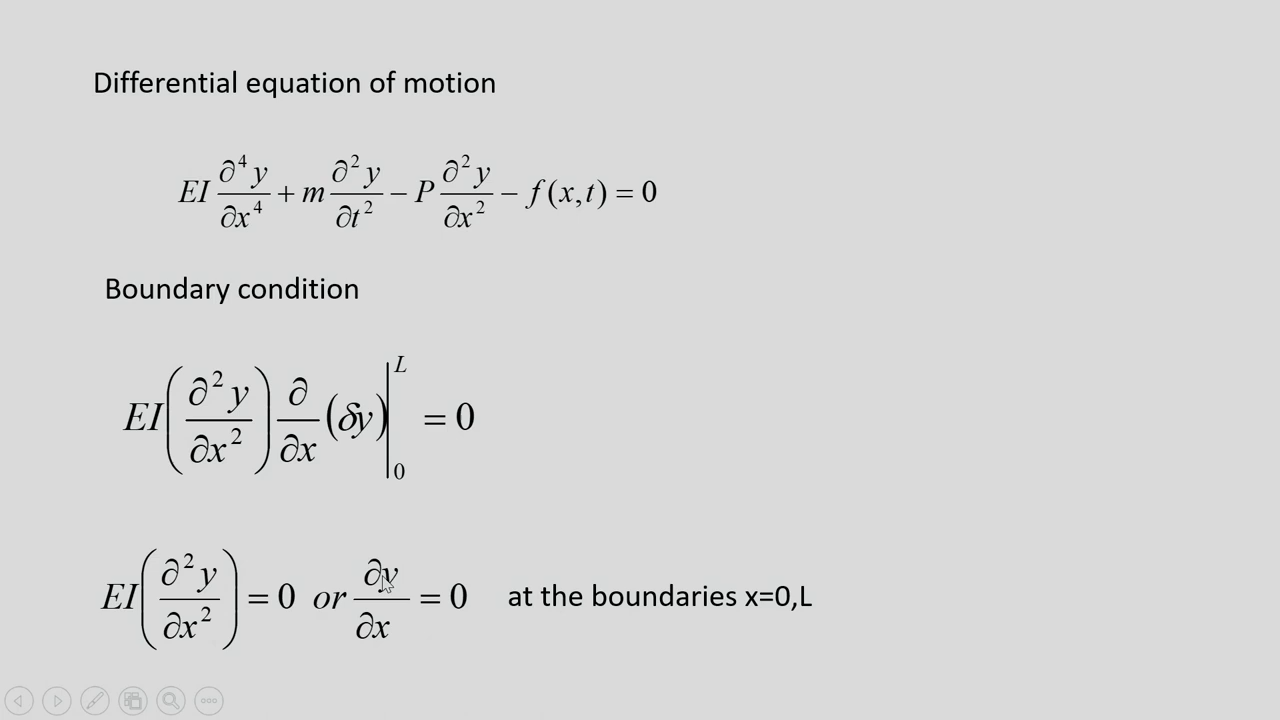 Differential equation of motion
EI ∂⁴y/∂x⁴ + m ∂²y/∂t² − P ∂²y/∂x² − f(x,t) = 0
Boundary condition
EI(∂²y/∂x²) ∂/∂x (δy)|₀ᴸ = 0
EI(∂²y/∂x²) = 0 or ∂y/∂x = 0 at the boundaries x=0,L